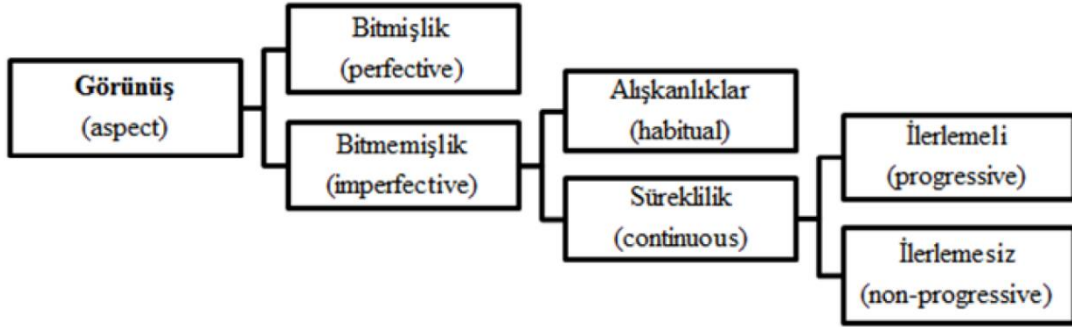 Görünüş
(aspect)
Bitmişlik
(perfective)
Bitmemişlik
(imperfective)
Alışkanlıklar
(habitual)
Süreklilik
(continuous)
İlerlemeli
(progressive)
İlerlemesiz
(non-progressive)